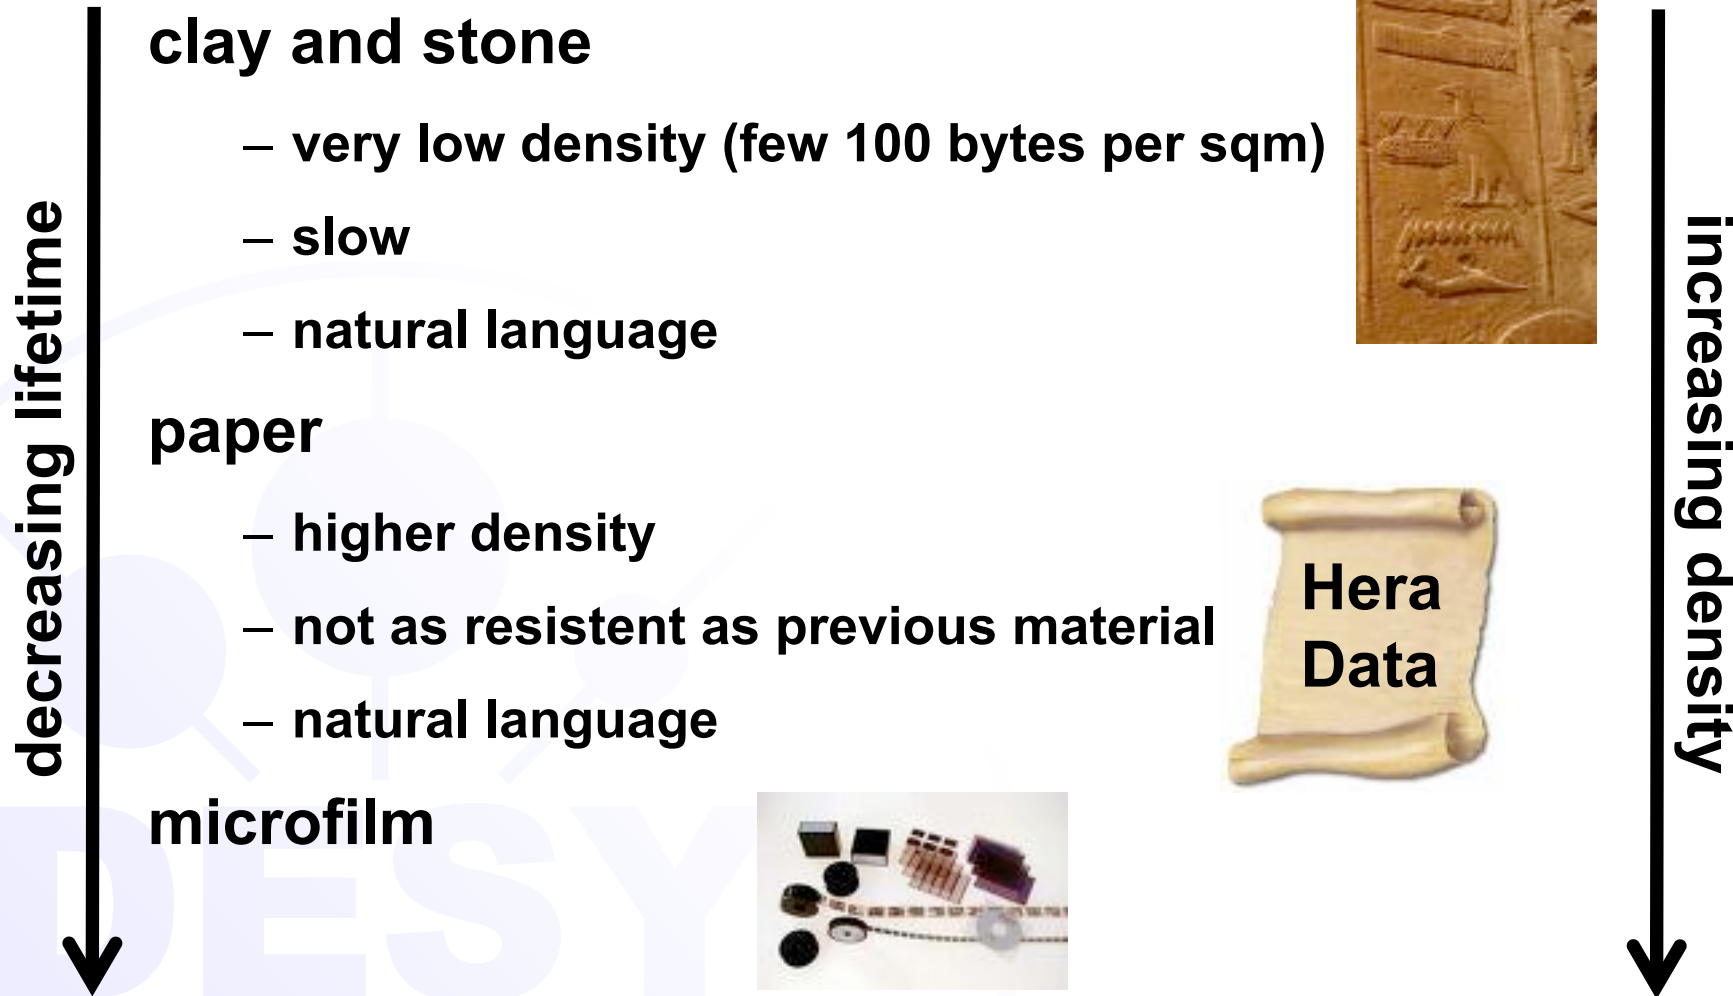 clay and stone
– very low density (few 100 bytes per sqm)
– slow
– natural language
paper
– higher density
– not as resistent as previous material
– natural language
microfilm
decreasing lifetime
increasing density
Hera
Data
DESY